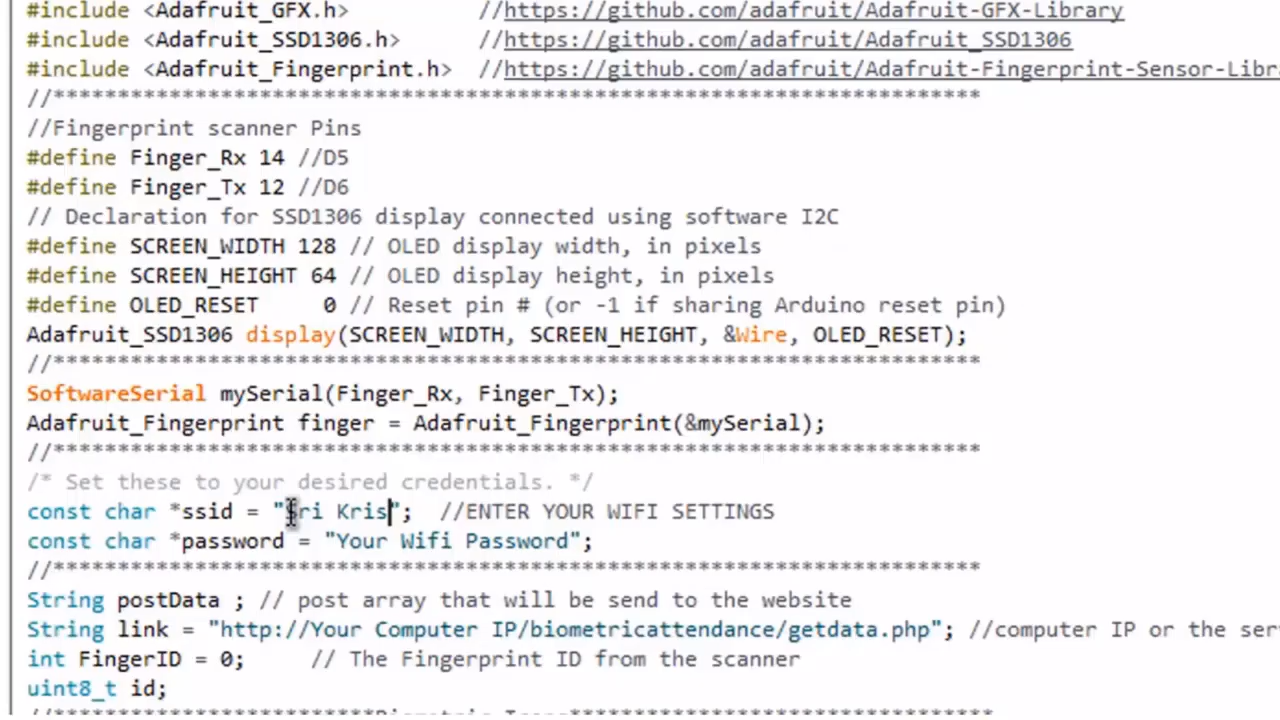 #include <Adafruit_GFX.h> //https://github.com/adafruit/Adafruit-GFX-Library
#include <Adafruit_SSD1306.h> //https://github.com/adafruit/Adafruit_SSD1306
#include <Adafruit_Fingerprint.h> //https://github.com/adafruit/Adafruit-Fingerprint-Sensor-Libra
//************************************************************************
//Fingerprint scanner Pins
#define Finger_Rx 14 //D5
#define Finger_Tx 12 //D6
// Declaration for SSD1306 display connected using software I2C
#define SCREEN_WIDTH 128 // OLED display width, in pixels
#define SCREEN_HEIGHT 64 // OLED display height, in pixels
#define OLED_RESET 0 // Reset pin # (or -1 if sharing Arduino reset pin)
Adafruit_SSD1306 display(SCREEN_WIDTH, SCREEN_HEIGHT, &Wire, OLED_RESET);
//************************************************************************
SoftwareSerial mySerial(Finger_Rx, Finger_Tx);
Adafruit_Fingerprint finger = Adafruit_Fingerprint(&mySerial);
//************************************************************************
/* Set these to your desired credentials. */
const char *ssid = "Sri Kris"; //ENTER YOUR WIFI SETTINGS
const char *password = "Your Wifi Password";
//************************************************************************
String postData ; // post array that will be send to the website
String link = "http://Your Computer IP/biometricattendance/getdata.php"; //computer IP or the ser
int FingerID = 0; // The Fingerprint ID from the scanner
uint8_t id;